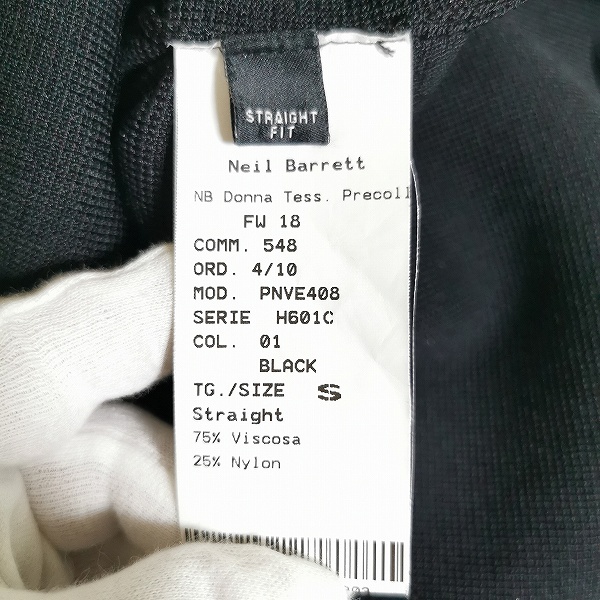 STRAIGHT
FIT
Neil Barrett
NB Donna Tess. Precoll
FW 18
COMM. 548
ORD. 4/10
MOD. PNVE408
SERIE H601C
COL. 01
BLACK
TG./SIZE S
Straight
75% Viscosa
25% Nylon